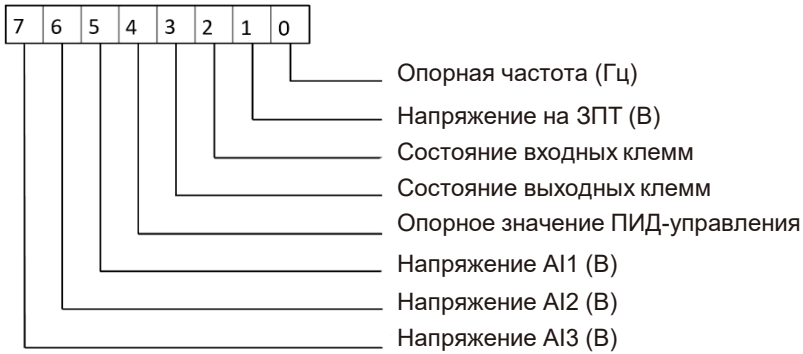 7 6 5 4 3 2 1 0
Опорная частота (Гц)
Напряжение на ЗПТ (В)
Состояние входных клемм
Состояние выходных клемм
Опорное значение ПИД-управления
Напряжение AI1 (В)
Напряжение AI2 (В)
Напряжение AI3 (В)